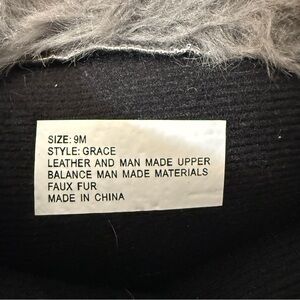 SIZE: 9M
STYLE: GRACE
LEATHER AND MAN MADE UPPER
BALANCE MAN MADE MATERIALS
FAUX FUR
MADE IN CHINA